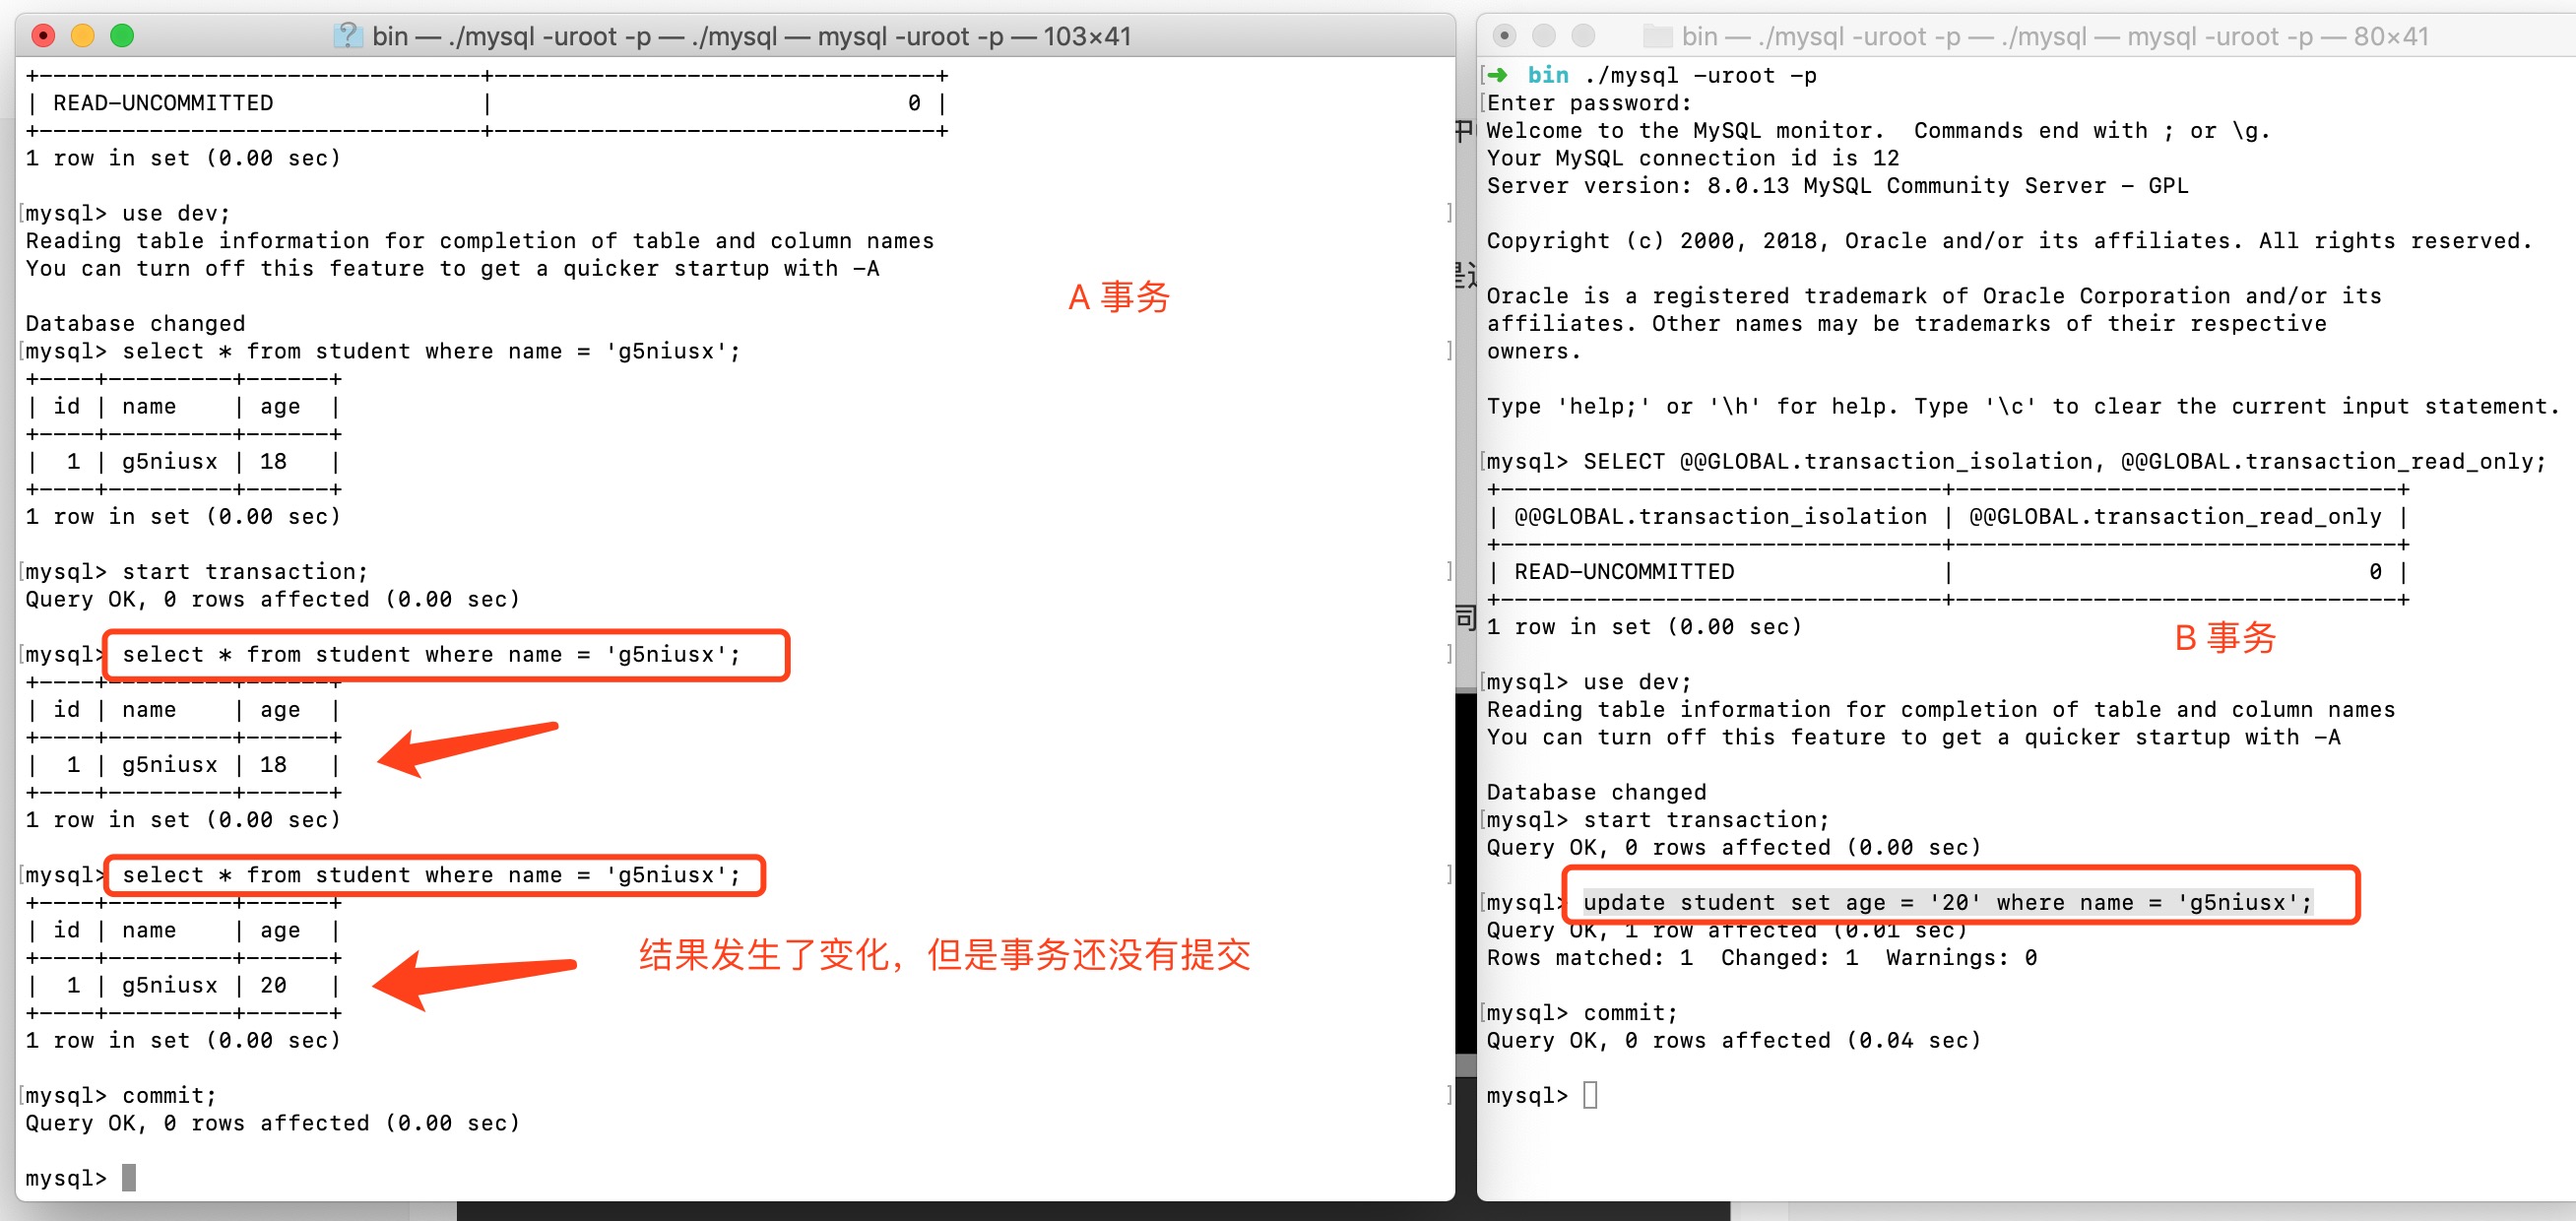 bin — ./mysql -uroot -p — ./mysql — mysql -uroot -p — 103×41
+--------------------------------+--------------------------------+
| READ-UNCOMMITTED               |                              0 |
+--------------------------------+--------------------------------+
1 row in set (0.00 sec)
mysql> use dev;
Reading table information for completion of table and column names
You can turn off this feature to get a quicker startup with -A
A 事务
Database changed
mysql> select * from student where name = 'g5niusx';
+----+---------+------+
| id | name    | age  |
+----+---------+------+
|  1 | g5niusx | 18   |
+----+---------+------+
1 row in set (0.00 sec)
mysql> start transaction;
Query OK, 0 rows affected (0.00 sec)
mysql> select * from student where name = 'g5niusx';
+----+---------+------+
| id | name    | age  |
+----+---------+------+
|  1 | g5niusx | 18   |
+----+---------+------+
1 row in set (0.00 sec)
mysql> select * from student where name = 'g5niusx';
+----+---------+------+
| id | name    | age  |
+----+---------+------+
|  1 | g5niusx | 20   |
+----+---------+------+
结果发生了变化，但是事务还没有提交
1 row in set (0.00 sec)
mysql> commit;
Query OK, 0 rows affected (0.00 sec)
mysql>
bin — ./mysql -uroot -p — ./mysql — mysql -uroot -p — 80×41
➜  bin ./mysql -uroot -p
Enter password:
Welcome to the MySQL monitor.  Commands end with ; or \g.
Your MySQL connection id is 12
Server version: 8.0.13 MySQL Community Server - GPL
Copyright (c) 2000, 2018, Oracle and/or its affiliates. All rights reserved.
Oracle is a registered trademark of Oracle Corporation and/or its
affiliates. Other names may be trademarks of their respective
owners.
Type 'help;' or '\h' for help. Type '\c' to clear the current input statement.
mysql> SELECT @@GLOBAL.transaction_isolation, @@GLOBAL.transaction_read_only;
+--------------------------------+--------------------------------+
| @@GLOBAL.transaction_isolation | @@GLOBAL.transaction_read_only |
+--------------------------------+--------------------------------+
| READ-UNCOMMITTED               |                              0 |
+--------------------------------+--------------------------------+
1 row in set (0.00 sec)
B 事务
mysql> use dev;
Reading table information for completion of table and column names
You can turn off this feature to get a quicker startup with -A
Database changed
mysql> start transaction;
Query OK, 0 rows affected (0.00 sec)
mysql> update student set age = '20' where name = 'g5niusx';
Query OK, 1 row affected (0.01 sec)
Rows matched: 1  Changed: 1  Warnings: 0
mysql> commit;
Query OK, 0 rows affected (0.04 sec)
mysql>